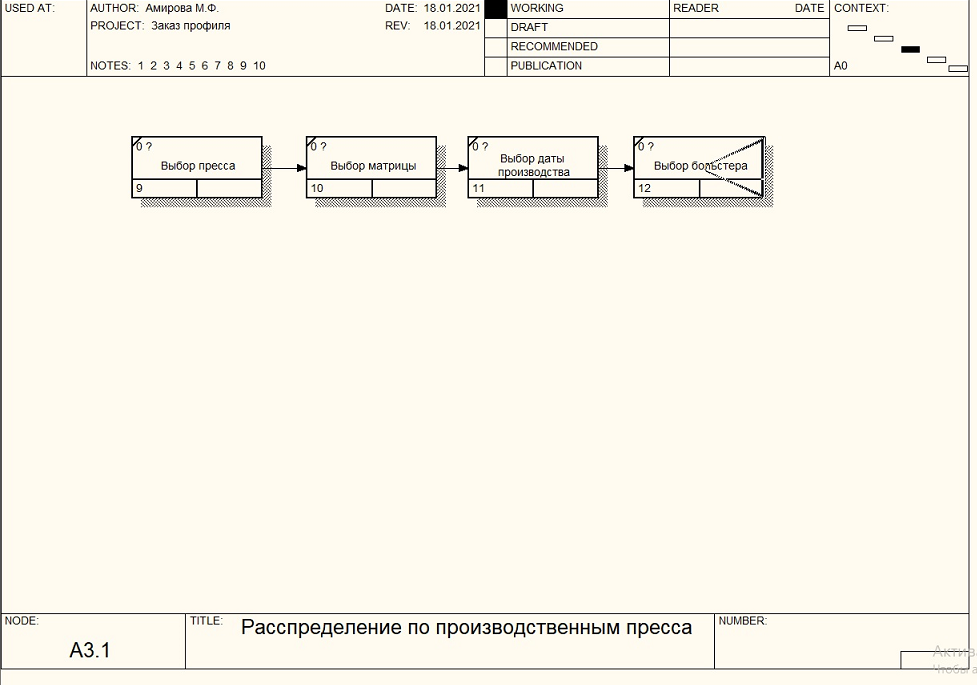 USED AT:
AUTHOR: Амирова М.Ф.
DATE: 18.01.2021
PROJECT: Заказ профиля
REV: 18.01.2021
NOTES: 1 2 3 4 5 6 7 8 9 10
WORKING
DRAFT
RECOMMENDED
PUBLICATION
READER DATE
CONTEXT:
A0
0 ?
Выбор пресса
9
0 ?
Выбор матрицы
10
0 ?
Выбор даты
производства
11
0 ?
Выбор больстера
12
NODE:
A3.1
TITLE:
Расспределение по производственным пресса
NUMBER: